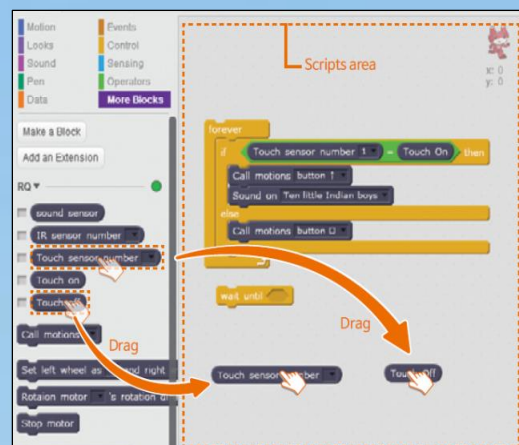 Motion
Events
Looks
Control
Sound
Sensing
Pen
Operators
Data
More Blocks
Make a Block
Add an Extension
RQ
sound sensor
IR sensor number
Touch sensor number
Touch on
Call motions
Set left wheel as and right
Rotaion motor 's rotation
Stop motor
Scripts area
x: 0
y: 0
forever
if Touch sensor number 1 = Touch On then
Call motions button 1
Sound on Ten little Indian boys
else
Call motions button
wait until
Drag
Drag
Touch sensor number
Touch Off